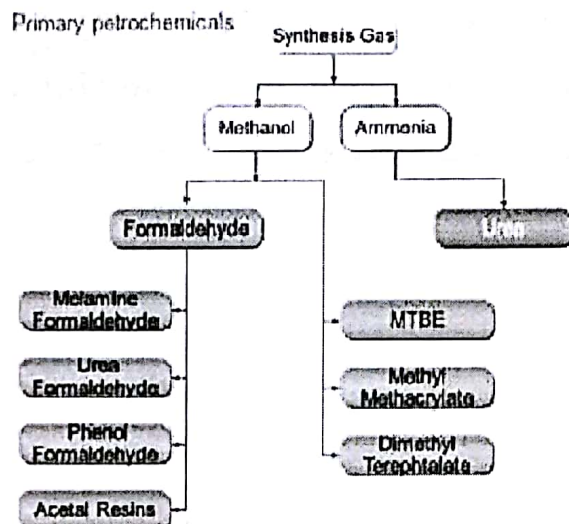 Primary petrochemicals
Synthesis Gas
Methanol
Ammonia
Formaldehyde
Urea
Melamine
Formaldehyde
MTBE
Urea
Formaldehyde
Methyl
Methacrylate
Phenol
Formaldehyde
Dimethyl
Terephtalate
Acetal Resins